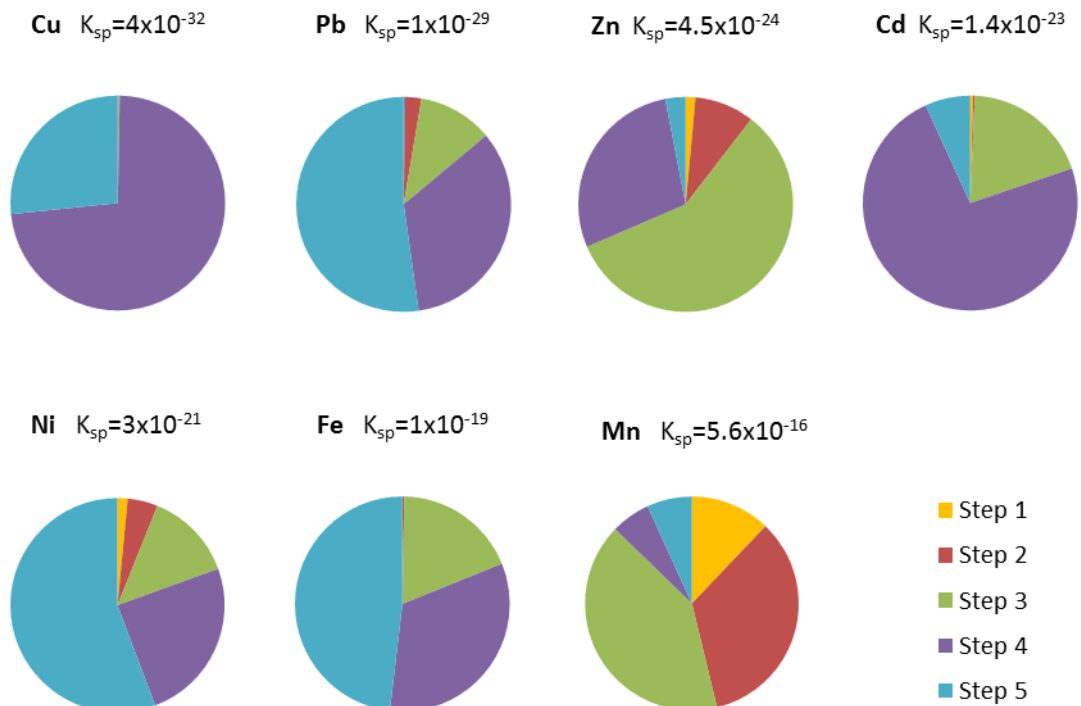 Cu Ksp=4x10-32
Pb Ksp=1x10-29
Zn Ksp=4.5x10-24
Cd Ksp=1.4x10-23
Ni Ksp=3x10-21
Fe Ksp=1x10-19
Mn Ksp=5.6x10-16
Step 1
Step 2
Step 3
Step 4
Step 5